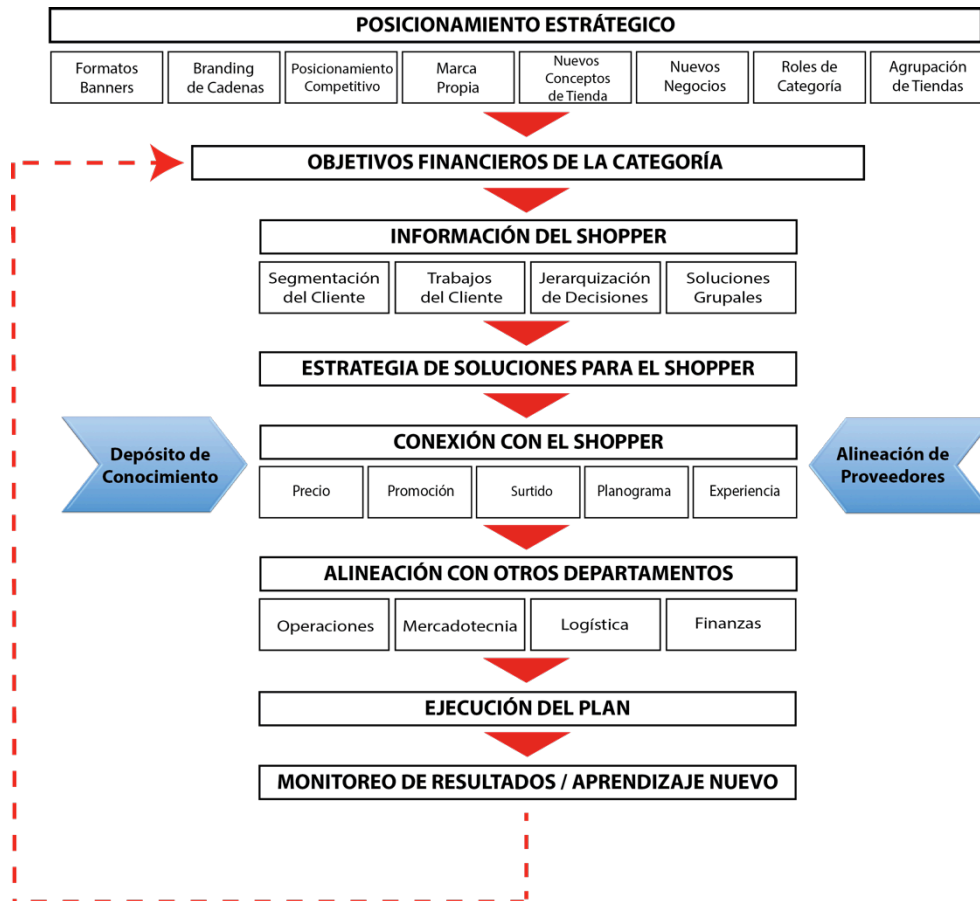 POSICIONAMIENTO ESTRÁTEGICO
Formatos
Banners
Branding
de Cadenas
Posicionamiento
Competitivo
Marca
Propia
Nuevos
Conceptos
de Tienda
Nuevos
Negocios
Roles de
Categoría
Agrupación
de Tiendas
OBJETIVOS FINANCIEROS DE LA CATEGORÍA
INFORMACIÓN DEL SHOPPER
Segmentación
del Cliente
Trabajos
del Cliente
Jerarquización
de Decisiones
Soluciones
Grupales
ESTRATEGIA DE SOLUCIONES PARA EL SHOPPER
Depósito de
Conocimiento
CONEXIÓN CON EL SHOPPER
Precio
Promoción
Surtido
Planograma
Experiencia
Alineación de
Proveedores
ALINEACIÓN CON OTROS DEPARTAMENTOS
Operaciones
Mercadotecnia
Logística
Finanzas
EJECUCIÓN DEL PLAN
MONITOREO DE RESULTADOS / APRENDIZAJE NUEVO